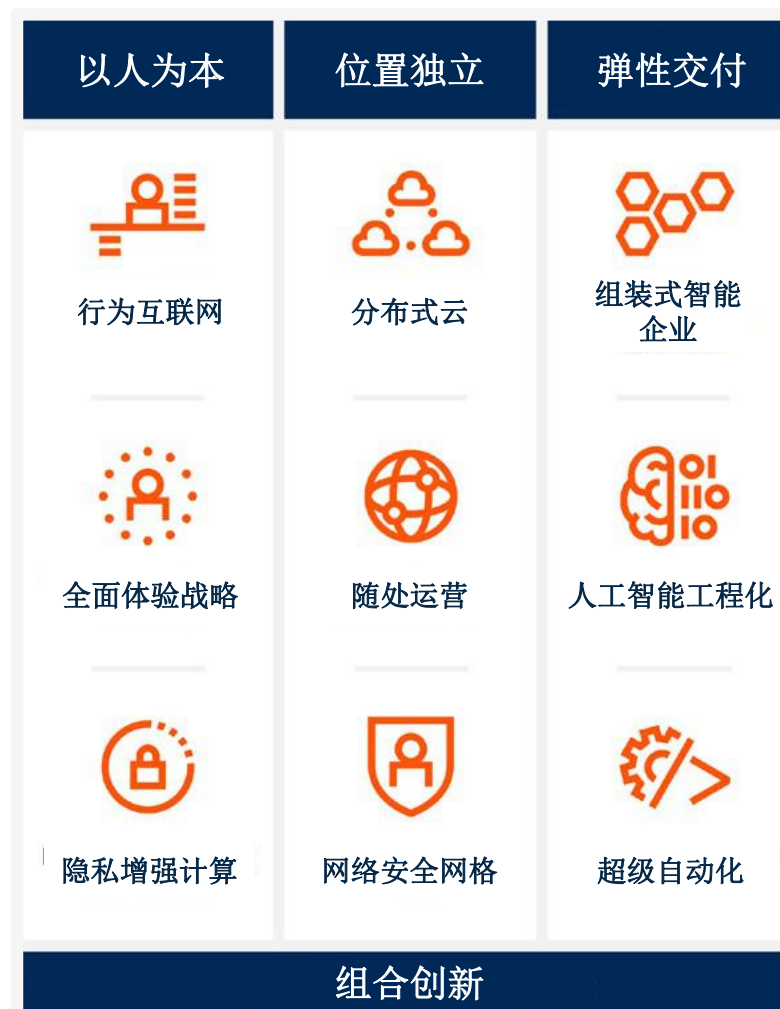 以人为本
位置独立
弹性交付
行为互联网
分布式云
组装式智能
企业
全面体验战略
随处运营
人工智能工程化
隐私增强计算
网络安全网格
超级自动化
组合创新